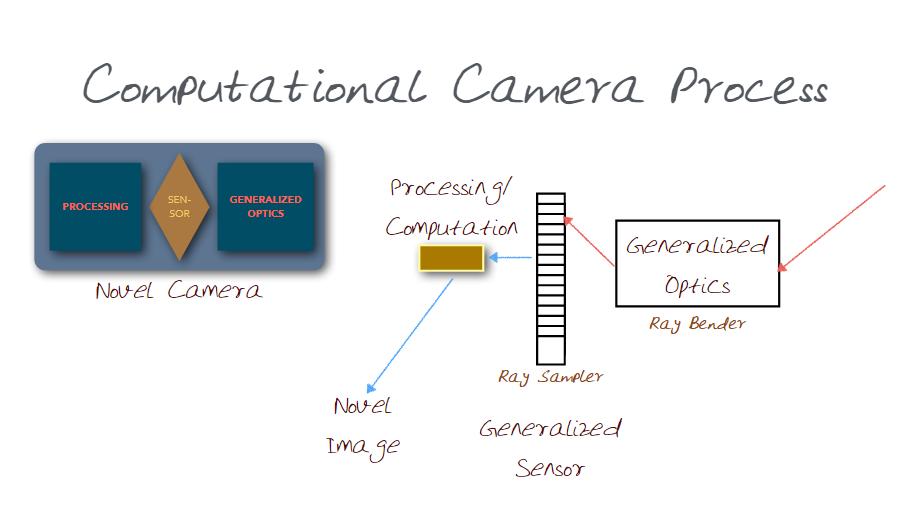 Computational Camera Process
PROCESSING
SEN-
SOR
GENERALIZED
OPTICS
Novel Camera
Processing/
Computation
Generalized
Optics
Ray Bender
Ray Sampler
Novel
Image
Generalized
Sensor